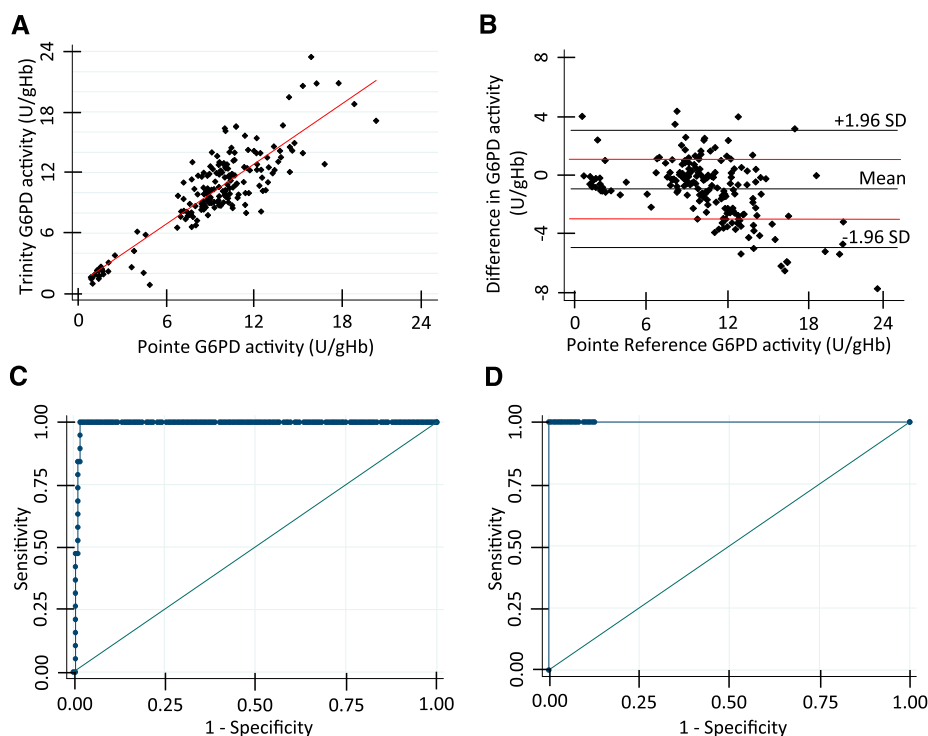 A
Trinity G6PD activity (U/gHb)
24
18
12
6
0
0 6 12 18 24
Pointe G6PD activity (U/gHb)
B
Difference in G6PD activity
(U/gHb)
8
4
0
-4
-8
+1.96 SD
Mean
-1.96 SD
0 6 12 18 24
Pointe Reference G6PD activity (U/gHb)
C
Sensitivity
1.00
0.75
0.50
0.25
0.00
0.00 0.25 0.50 0.75 1.00
1 - Specificity
D
Sensitivity
1.00
0.75
0.50
0.25
0.00
0.00 0.25 0.50 0.75 1.00
1 - Specificity